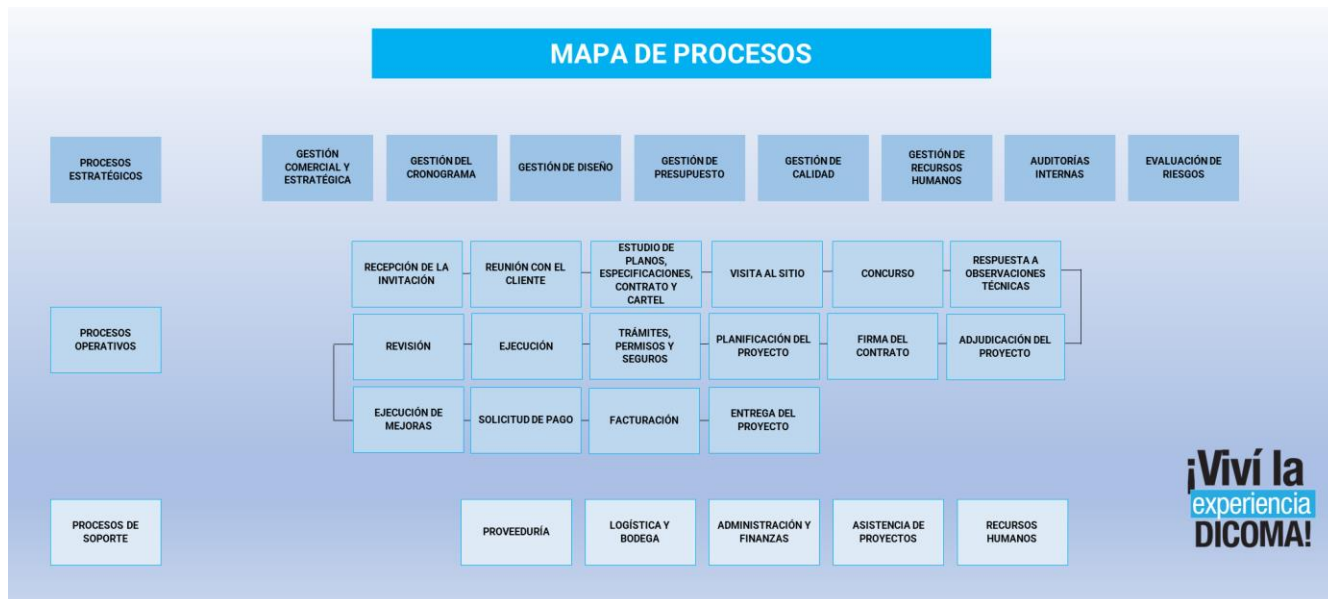 MAPA DE PROCESOS
PROCESOS
ESTRATÉGICOS
GESTIÓN
COMERCIAL Y
ESTRATÉGICA
GESTIÓN DEL
CRONOGRAMA
GESTIÓN DE DISEÑO
GESTIÓN DE
PRESUPUESTO
GESTIÓN DE
CALIDAD
GESTIÓN DE
RECURSOS
HUMANOS
AUDITORÍAS
INTERNAS
EVALUACIÓN DE
RIESGOS
PROCESOS
OPERATIVOS
RECEPCIÓN DE LA
INVITACIÓN
REUNIÓN CON EL
CLIENTE
ESTUDIO DE
PLANOS,
ESPECIFICACIONES,
CONTRATO Y
CARTEL
VISITA AL SITIO
CONCURSO
RESPUESTA A
OBSERVACIONES
TÉCNICAS
ADJUDICACIÓN DEL
PROYECTO
FIRMA DEL
CONTRATO
PLANIFICACIÓN DEL
PROYECTO
TRÁMITES,
PERMISOS Y
SEGUROS
EJECUCIÓN
REVISIÓN
EJECUCIÓN DE
MEJORAS
SOLICITUD DE PAGO
FACTURACIÓN
ENTREGA DEL
PROYECTO
PROCESOS DE
SOPORTE
PROVEEDURÍA
LOGÍSTICA Y
BODEGA
ADMINISTRACIÓN Y
FINANZAS
ASISTENCIA DE
PROYECTOS
RECURSOS
HUMANOS
¡Viví la
experiencia
DICOMA!